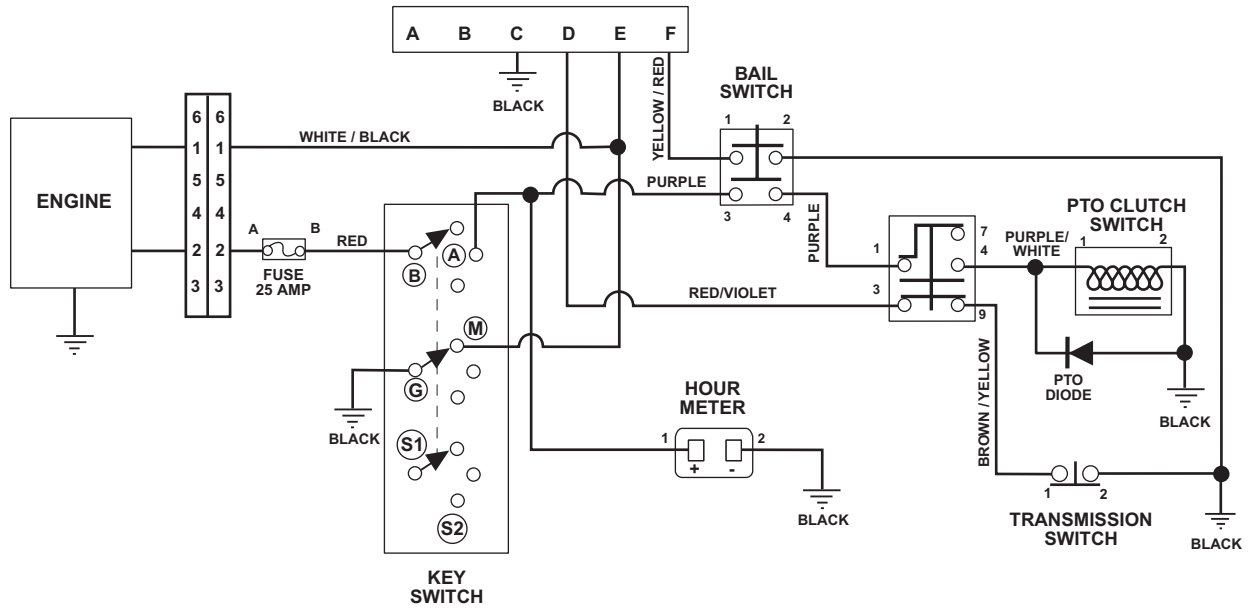 A B C D E F
BLACK
YELLOW / RED
BAIL
SWITCH
1 2
3 4
6 6
1 1
5 5
4 4
2 2
3 3
ENGINE
WHITE / BLACK
PURPLE
A B
FUSE
25 AMP
RED
B
A
M
G
BLACK
S1
S2
KEY
SWITCH
PURPLE
RED/VIOLET
1
3
7
4
9
PURPLE/
WHITE
PTO CLUTCH
SWITCH
1 2
PTO
DIODE
BLACK
HOUR
METER
1 2
+ -
BLACK
BROWN / YELLOW
1 2
TRANSMISSION
SWITCH
BLACK